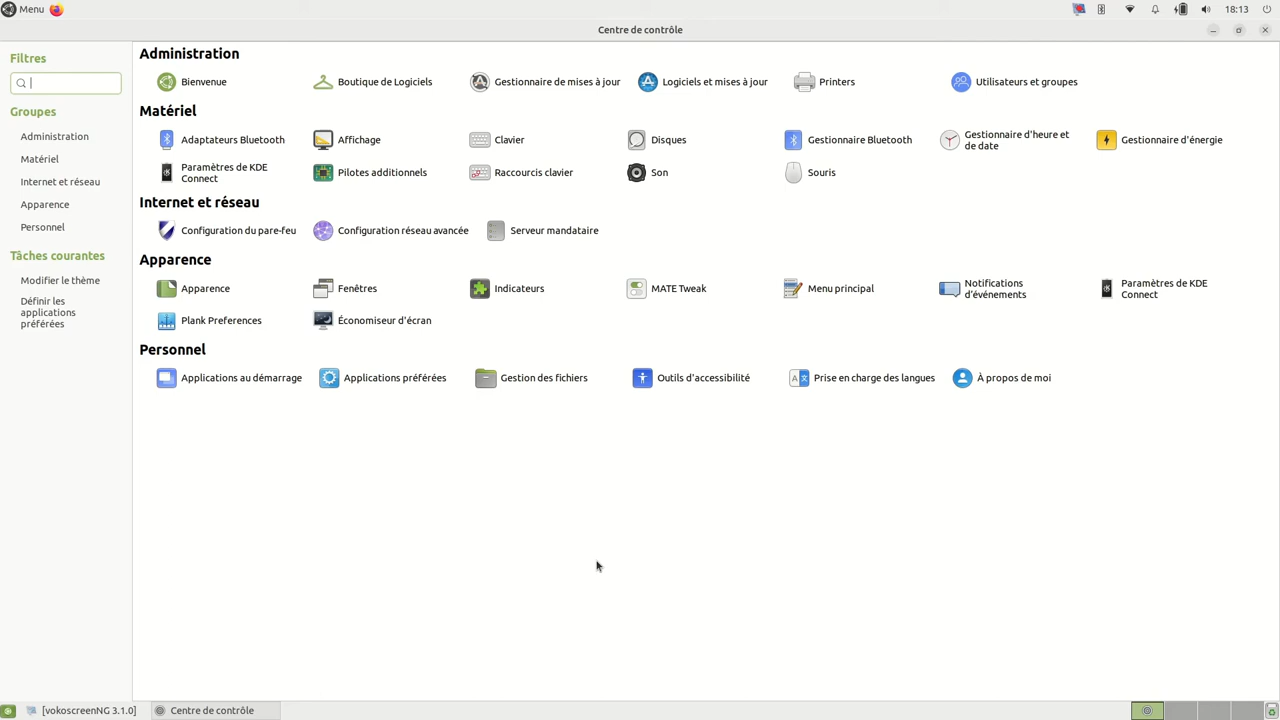 Menu
18:13
Centre de contrôle
Filtres
Groupes
Administration
Matériel
Internet et réseau
Apparence
Personnel
Tâches courantes
Modifier le thème
Définir les
applications
préférées
Administration
Bienvenue
Boutique de Logiciels
Gestionnaire de mises à jour
Logiciels et mises à jour
Printers
Utilisateurs et groupes
Matériel
Adaptateurs Bluetooth
Affichage
Clavier
Disques
Gestionnaire Bluetooth
Gestionnaire d'heure et
de date
Gestionnaire d'énergie
Paramètres de KDE
Connect
Pilotes additionnels
Raccourcis clavier
Son
Souris
Internet et réseau
Configuration du pare-feu
Configuration réseau avancée
Serveur mandataire
Apparence
Apparence
Fenêtres
Indicateurs
MATE Tweak
Menu principal
Notifications
d'événements
Paramètres de KDE
Connect
Plank Preferences
Économiseur d'écran
Personnel
Applications au démarrage
Applications préférées
Gestion des fichiers
Outils d'accessibilité
Prise en charge des langues
À propos de moi
[vokoscreenNG 3.1.0]
Centre de contrôle